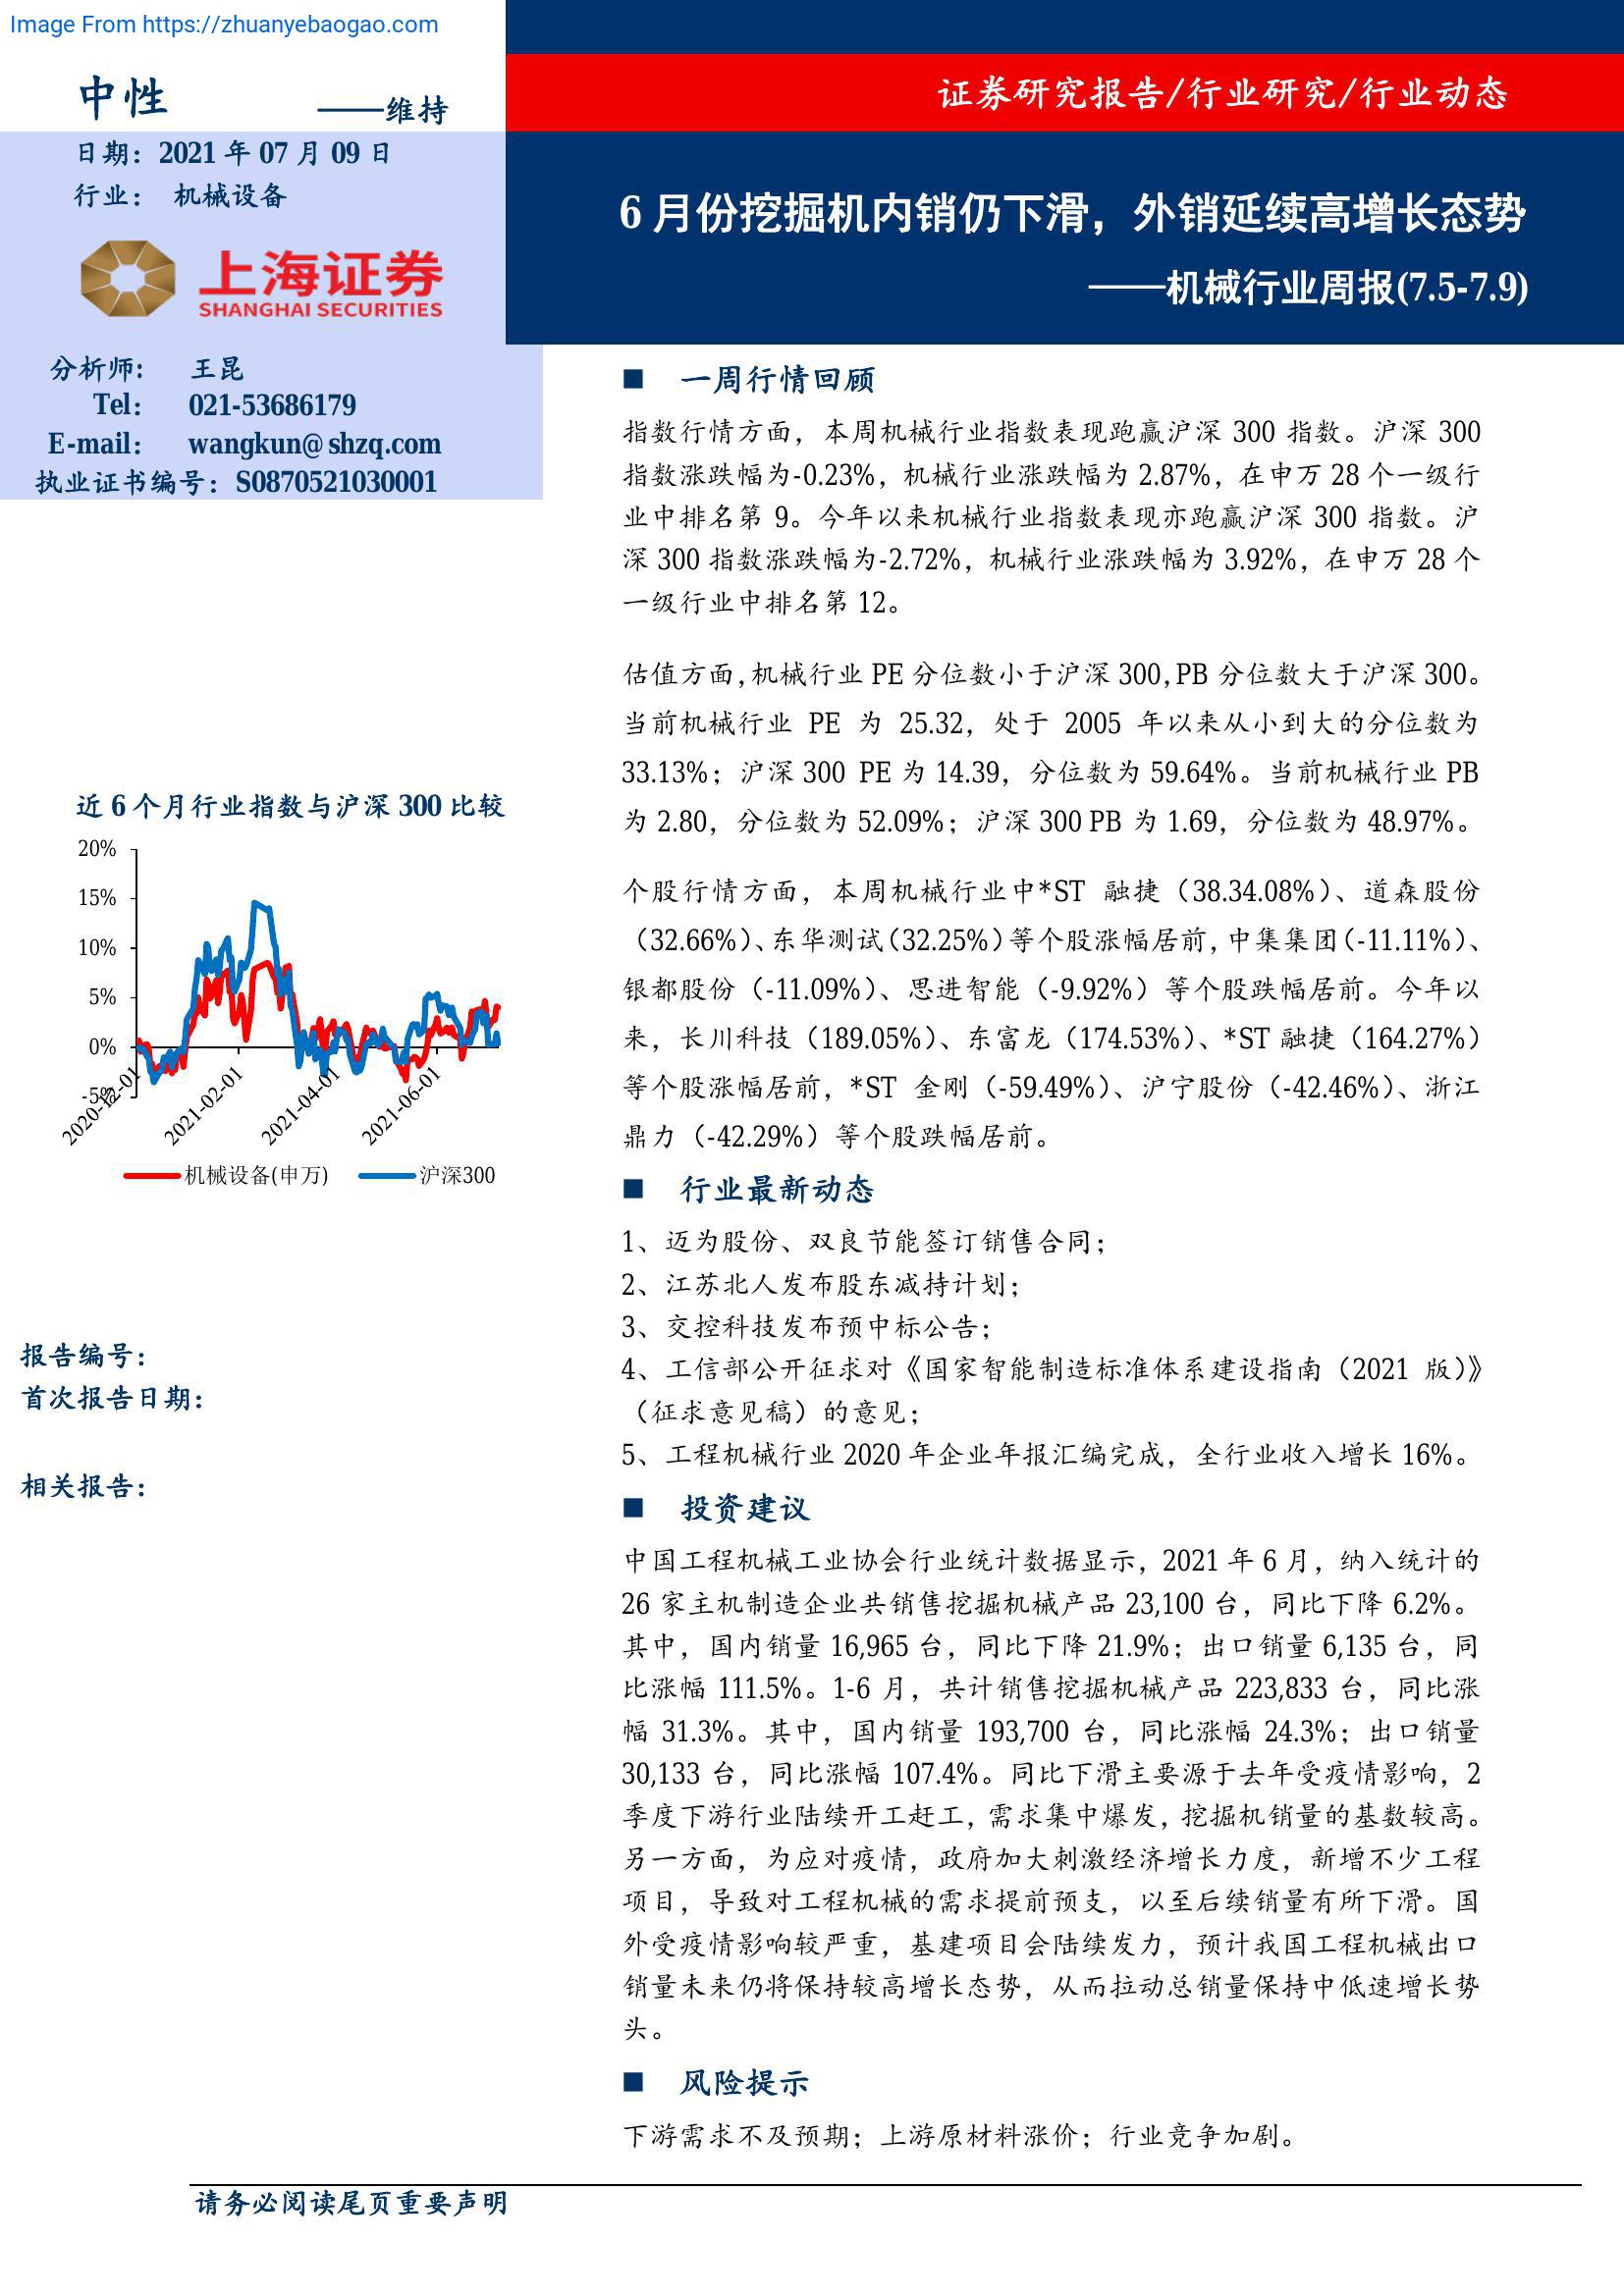 Image From https://zhuanyebaogao.com
证券研究报告/行业研究/行业动态
中性 ——维持
日期：2021 年 07 月 09 日
行业： 机械设备
上海证券
SHANGHAI SECURITIES
6 月份挖掘机内销仍下滑，外销延续高增长态势
——机械行业周报(7.5-7.9)
分析师: 王昆
Tel： 021-53686179
E-mail： wangkun@shzq.com
执业证书编号：S0870521030001
近 6 个月行业指数与沪深 300 比较
20%
15%
10%
5%
0%
-5%
2020-12-01
2021-02-01
2021-04-01
2021-06-01
机械设备(申万) 沪深300
报告编号：
首次报告日期：
相关报告：
■ 一周行情回顾
指数行情方面，本周机械行业指数表现跑赢沪深 300 指数。沪深 300
指数涨跌幅为-0.23%，机械行业涨跌幅为 2.87%，在申万 28 个一级行
业中排名第 9。今年以来机械行业指数表现亦跑赢沪深 300 指数。沪
深 300 指数涨跌幅为-2.72%，机械行业涨跌幅为 3.92%，在申万 28 个
一级行业中排名第 12。
估值方面，机械行业 PE 分位数小于沪深 300，PB 分位数大于沪深 300。
当前机械行业 PE 为 25.32，处于 2005 年以来从小到大的分位数为
33.13%；沪深 300 PE 为 14.39，分位数为 59.64%。当前机械行业 PB
为 2.80，分位数为 52.09%；沪深 300 PB 为 1.69，分位数为 48.97%。
个股行情方面，本周机械行业中*ST 融捷（38.34.08%）、道森股份
（32.66%）、东华测试（32.25%）等个股涨幅居前，中集集团（-11.11%）、
银都股份（-11.09%）、思进智能（-9.92%）等个股跌幅居前。今年以
来，长川科技（189.05%）、东富龙（174.53%）、*ST 融捷（164.27%）
等个股涨幅居前，*ST 金刚（-59.49%）、沪宁股份（-42.46%）、浙江
鼎力（-42.29%）等个股跌幅居前。
■ 行业最新动态
1、迈为股份、双良节能签订销售合同；
2、江苏北人发布股东减持计划；
3、交控科技发布预中标公告；
4、工信部公开征求对《国家智能制造标准体系建设指南（2021 版）》
（征求意见稿）的意见；
5、工程机械行业 2020 年企业年报汇编完成，全行业收入增长 16%。
■ 投资建议
中国工程机械工业协会行业统计数据显示，2021 年 6 月，纳入统计的
26 家主机制造企业共销售挖掘机械产品 23,100 台，同比下降 6.2%。
其中，国内销量 16,965 台，同比下降 21.9%；出口销量 6,135 台，同
比涨幅 111.5%。1-6 月，共计销售挖掘机械产品 223,833 台，同比涨
幅 31.3%。其中，国内销量 193,700 台，同比涨幅 24.3%；出口销量
30,133 台，同比涨幅 107.4%。同比下滑主要源于去年受疫情影响，2
季度下游行业陆续开工赶工，需求集中爆发，挖掘机销量的基数较高。
另一方面，为应对疫情，政府加大刺激经济增长力度，新增不少工程
项目，导致对工程机械的需求提前预支，以至后续销量有所下滑。国
外受疫情影响较严重，基建项目会陆续发力，预计我国工程机械出口
销量未来仍将保持较高增长态势，从而拉动总销量保持中低速增长势
头。
■ 风险提示
下游需求不及预期；上游原材料涨价；行业竞争加剧。
请务必阅读尾页重要声明